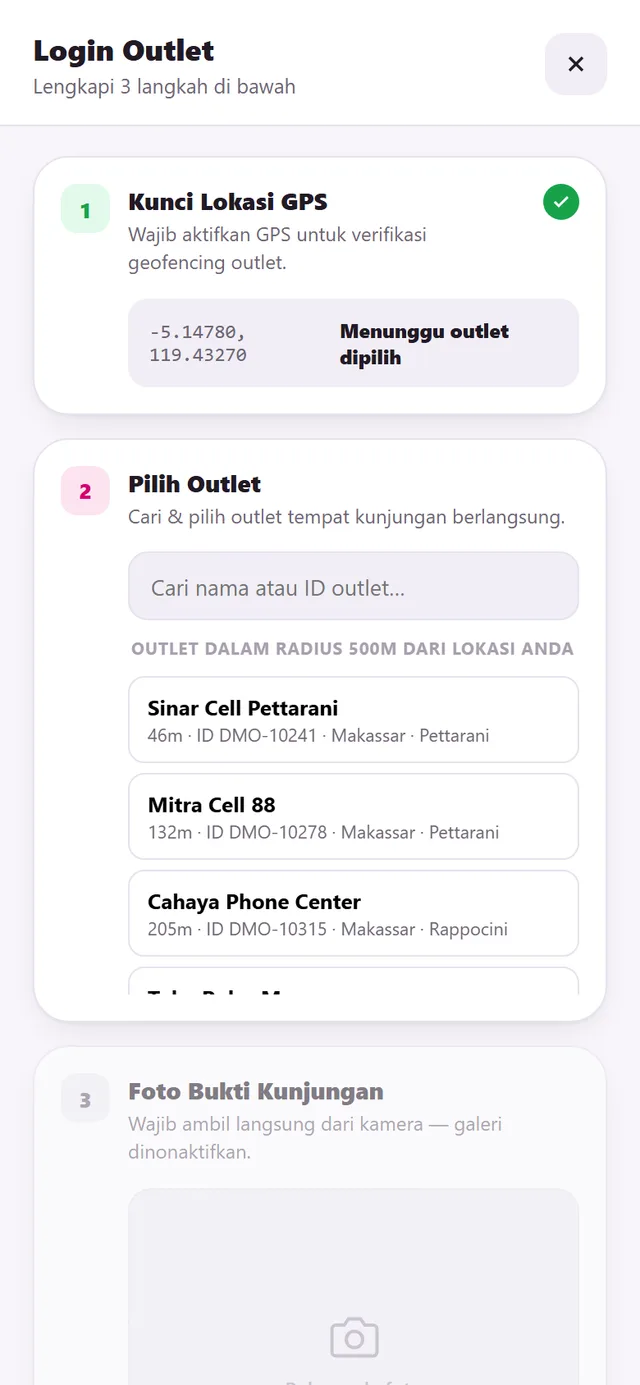 Login Outlet
Lengkapi 3 langkah di bawah
1
Kunci Lokasi GPS
Wajib aktifkan GPS untuk verifikasi
geofencing outlet.
-5.14780,
119.43270
Menunggu outlet
dipilih
2
Pilih Outlet
Cari & pilih outlet tempat kunjungan berlangsung.
Cari nama atau ID outlet...
OUTLET DALAM RADIUS 500M DARI LOKASI ANDA
Sinar Cell Pettarani
46m · ID DMO-10241 · Makassar · Pettarani
Mitra Cell 88
132m · ID DMO-10278 · Makassar · Pettarani
Cahaya Phone Center
205m · ID DMO-10315 · Makassar · Rappocini
3
Foto Bukti Kunjungan
Wajib ambil langsung dari kamera — galeri
dinonaktifkan.